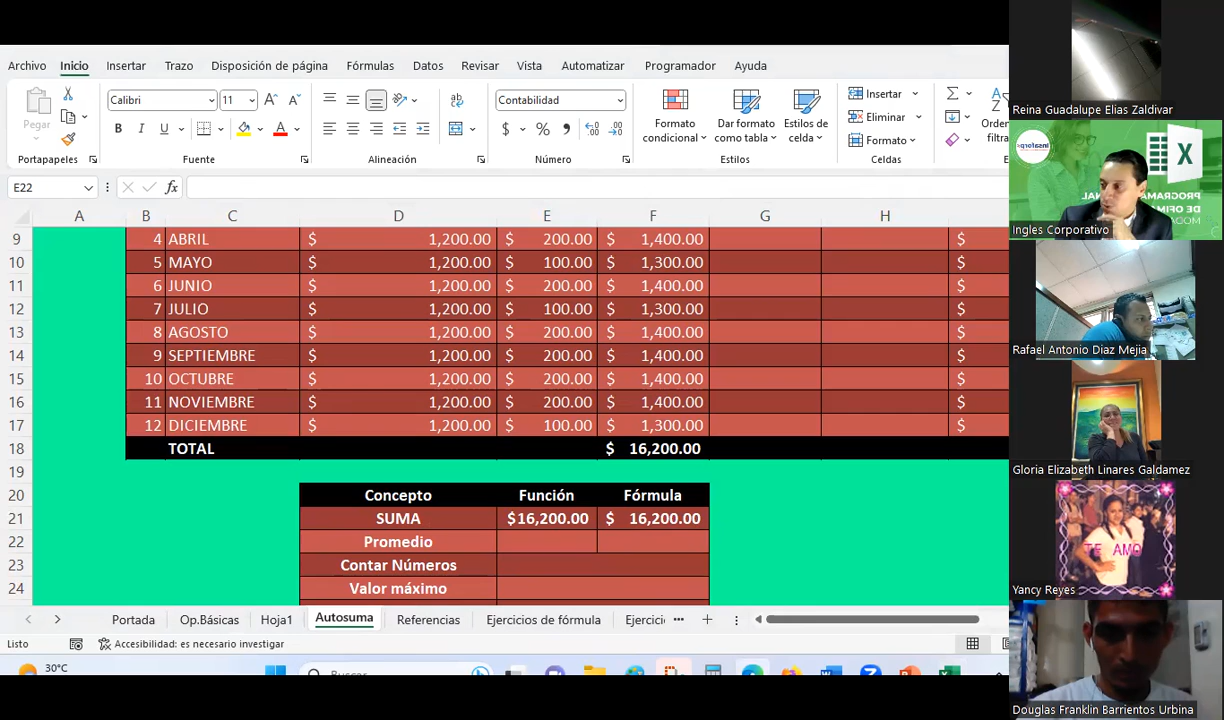 Archivo Inicio Insertar Trazo Disposición de página Fórmulas Datos Revisar Vista Automatizar Programador Ayuda
Pegar
Calibri 11
Contabilidad
Formato condicional
Dar formato como tabla
Estilos de celda
Insertar
Eliminar
Formato
Portapapeles Fuente Alineación Número Estilos Celdas
E22 fx
A B C D E F G H
9 4 ABRIL $ 1,200.00 $ 200.00 $ 1,400.00
10 5 MAYO $ 1,200.00 $ 100.00 $ 1,300.00
11 6 JUNIO $ 1,200.00 $ 200.00 $ 1,400.00
12 7 JULIO $ 1,200.00 $ 100.00 $ 1,300.00
13 8 AGOSTO $ 1,200.00 $ 200.00 $ 1,400.00
14 9 SEPTIEMBRE $ 1,200.00 $ 200.00 $ 1,400.00
15 10 OCTUBRE $ 1,200.00 $ 200.00 $ 1,400.00
16 11 NOVIEMBRE $ 1,200.00 $ 200.00 $ 1,400.00
17 12 DICIEMBRE $ 1,200.00 $ 100.00 $ 1,300.00
18 TOTAL $ 16,200.00
19
20 Concepto Función Fórmula
21 SUMA $16,200.00 $ 16,200.00
22 Promedio
23 Contar Números
24 Valor máximo
Portada Op.Básicas Hoja1 Autosuma Referencias Ejercicios de fórmula
Listo Accesibilidad: es necesario investigar
30°C Buscar
Reina Guadalupe Elias Zaldivar
Ingles Corporativo
Rafael Antonio Diaz Mejia
Gloria Elizabeth Linares Galdamez
TE AMO
Yancy Reyes
Douglas Franklin Barrientos Urbina